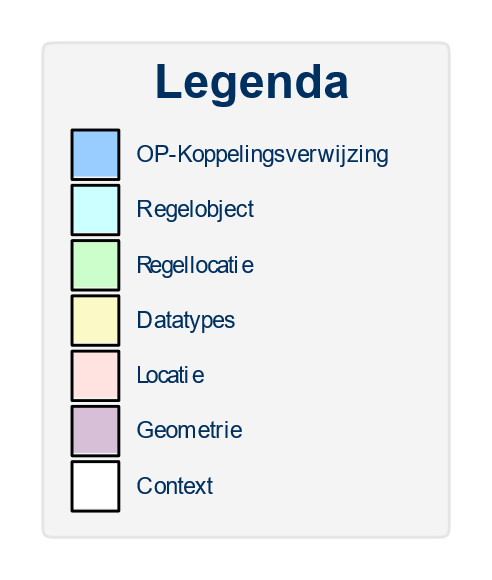 Legenda
OP-Koppelingsverwijzing
Regelobject
Regellocatie
Datatypes
Locatie
Geometrie
Context